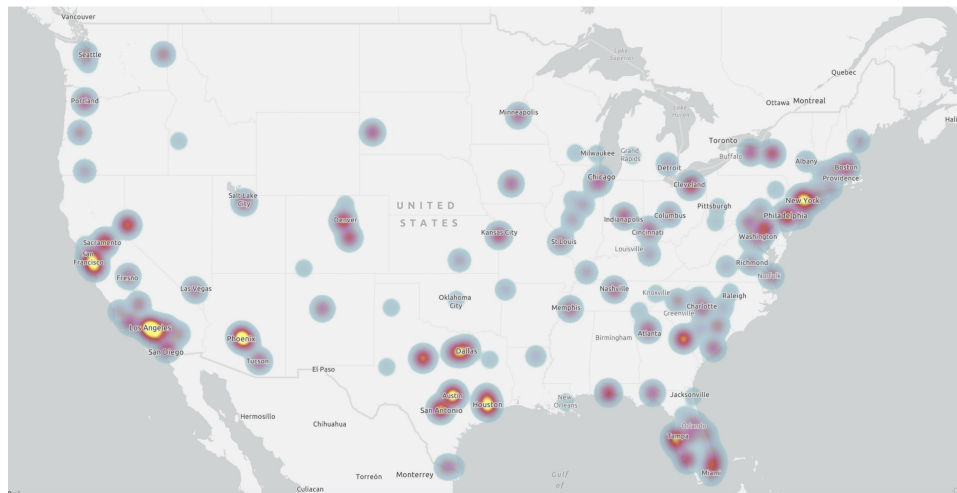 Vancouver
Seattle
Portland
Minneapolis
Ottawa Montreal
Quebec
Hali
Lake
Superior
Lake
Huron
Toronto
Buffalo
Albany
Boston
Providence
Milwaukee
Grand
Rapids
Detroit
Chicago
Cleveland
New York
Pittsburgh
Philadelphia
Salt Lake
City
UNITED
STATES
Denver
Kansas City
St Louis
Indianapolis
Columbus
Cincinnati
Washington
Louisville
Richmond
Norfolk
Sacramento
San
Francisco
Fresno
Las Vegas
Oklahoma
City
Memphis
Nashville
Knoxville
Raleigh
Charlotte
Greenville
Los Angeles
San Diego
Phoenix
Tucson
El Paso
Dallas
Birmingham
Atlanta
Austin
San Antonio
Houston
New
Orleans
Jacksonville
Orlando
Tampa
Miami
Hermosillo
Chihuahua
Torreón
Monterrey
Culiacan
Gulf
of